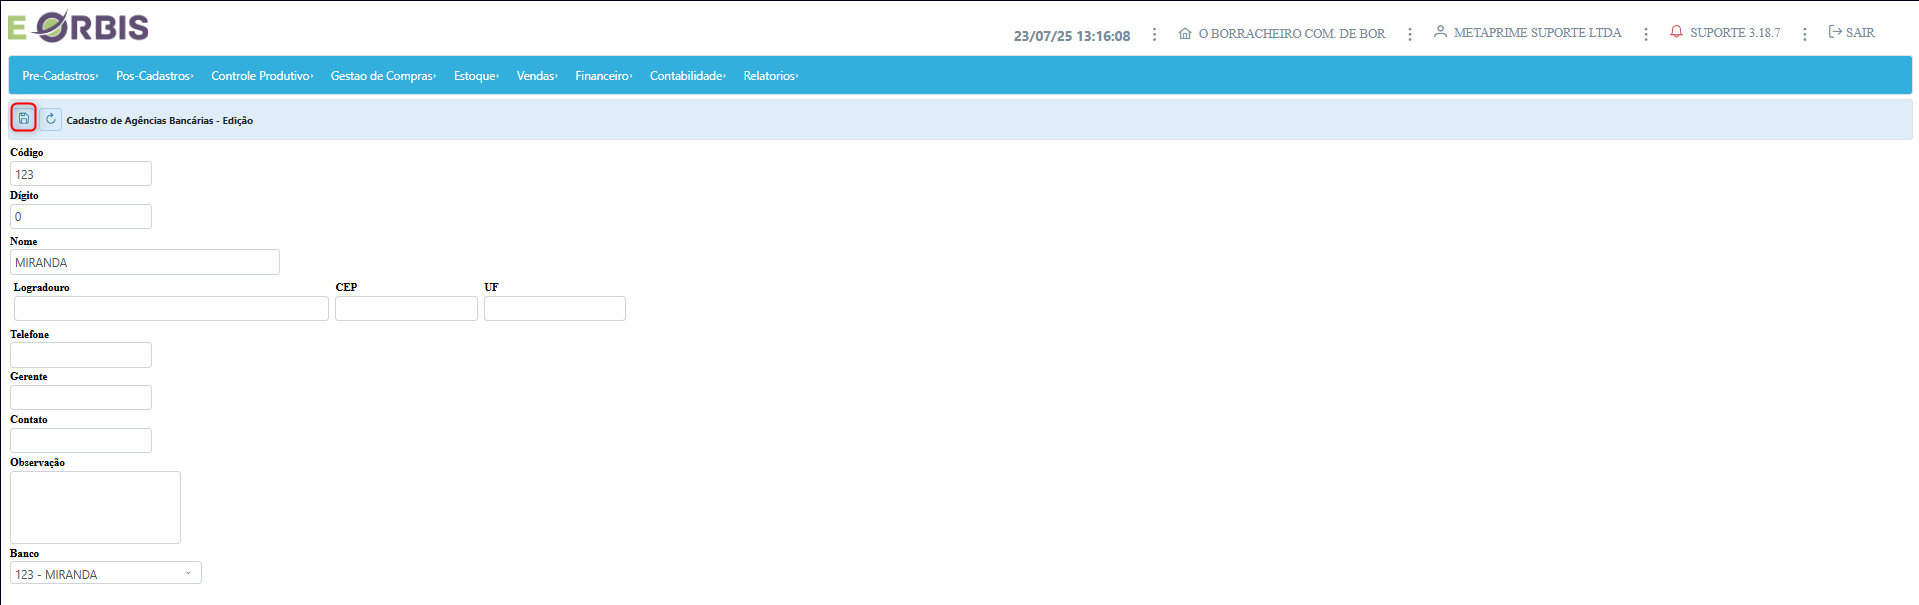 E ORBIS
23/07/25 13:16:08 O BORRACHEIRO COM. DE BOR METAPRIME SUPORTE LTDA SUPORTE 3.18.7 SAIR
Pre-Cadastros Pos-Cadastros Controle Produtivo Gestao de Compras Estoque Vendas Financeiro Contabilidade Relatorios
Cadastro de Agências Bancárias - Edição
Código
123
Dígito
0
Nome
MIRANDA
Logradouro CEP UF
Telefone
Gerente
Contato
Observação
Banco
123 - MIRANDA